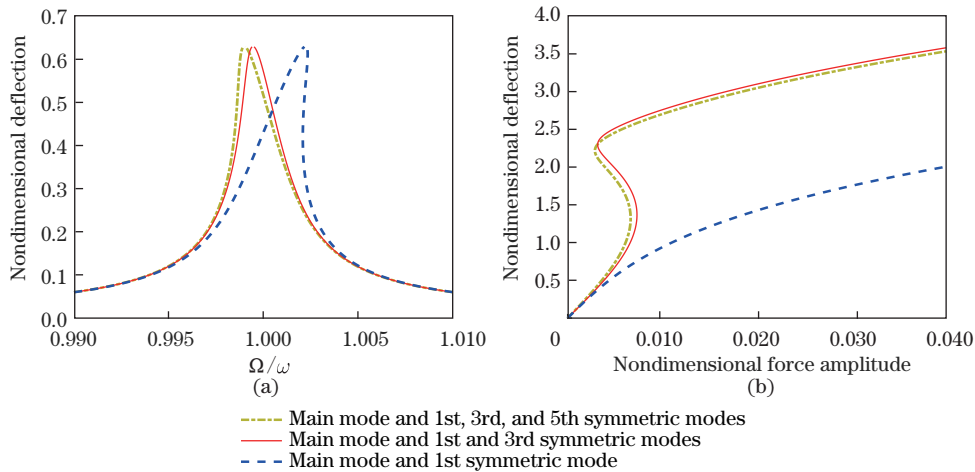 Nondimensional deflection
0.7
0.6
0.5
0.4
0.3
0.2
0.1
0.0
0.990
0.995
1.000
1.005
1.010
Ω/ω
(a)
Nondimensional deflection
4.0
3.5
3.0
2.5
2.0
1.5
1.0
0.5
0
0.010
0.020
0.030
0.040
Nondimensional force amplitude
(b)
Main mode and 1st, 3rd, and 5th symmetric modes
Main mode and 1st and 3rd symmetric modes
Main mode and 1st symmetric mode